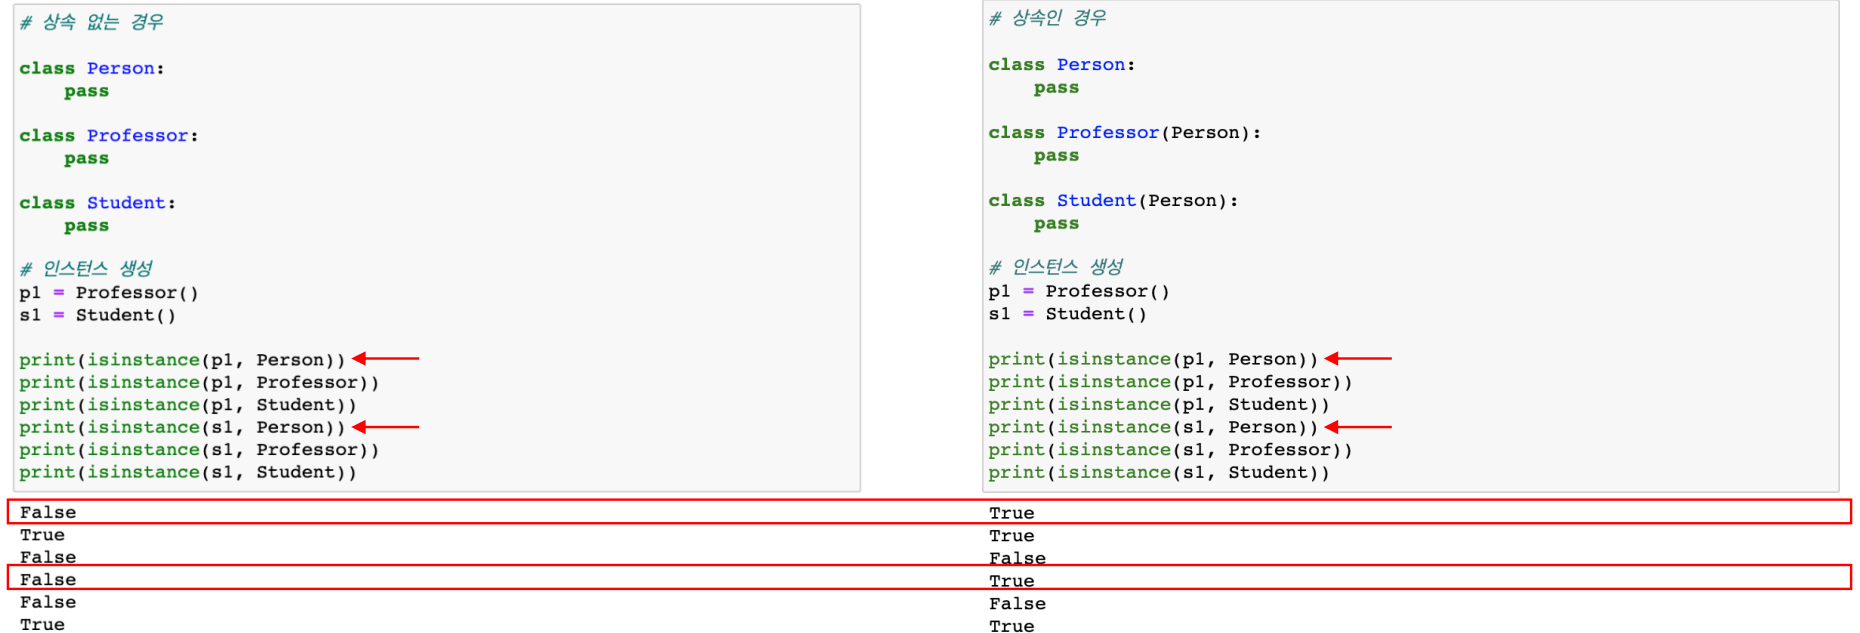 # 상속 없는 경우
class Person:
pass
class Professor:
pass
class Student:
pass
# 인스턴스 생성
p1 = Professor()
s1 = Student()
print(isinstance(p1, Person))
print(isinstance(p1, Professor))
print(isinstance(p1, Student))
print(isinstance(s1, Person))
print(isinstance(s1, Professor))
print(isinstance(s1, Student))
False
True
False
False
False
True
# 상속인 경우
class Person:
pass
class Professor(Person):
pass
class Student(Person):
pass
# 인스턴스 생성
p1 = Professor()
s1 = Student()
print(isinstance(p1, Person))
print(isinstance(p1, Professor))
print(isinstance(p1, Student))
print(isinstance(s1, Person))
print(isinstance(s1, Professor))
print(isinstance(s1, Student))
True
True
False
True
False
True